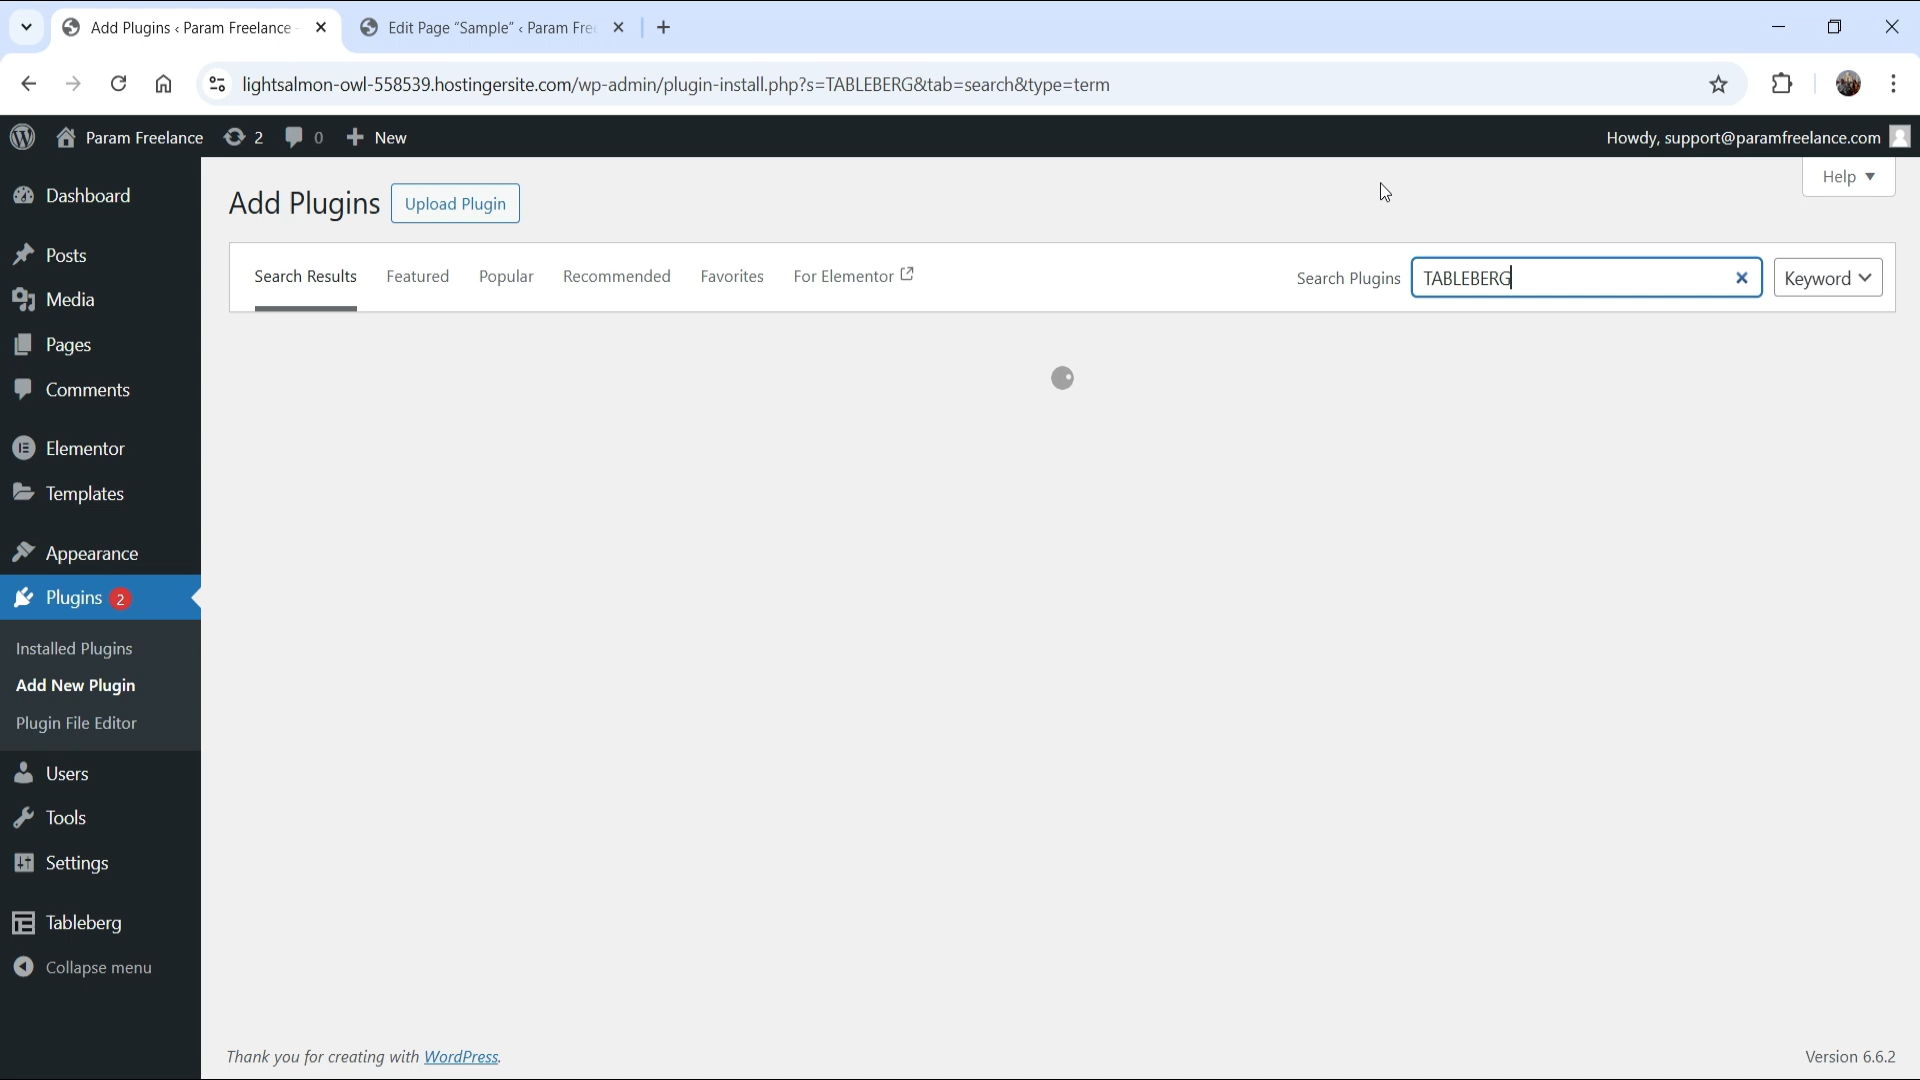 Add Plugins ‹ Param Freelance -
Edit Page “Sample” ‹ Param Fre
lightsalmon-owl-558539.hostingersite.com/wp-admin/plugin-install.php?s=TABLEBERG&tab=search&type=term
Param Freelance 2 0 New
Howdy, support@paramfreelance.com
Help
Add Plugins
Upload Plugin
Search Results Featured Popular Recommended Favorites For Elementor
Search Plugins TABLEBERG Keyword
Dashboard
Posts
Media
Pages
Comments
Elementor
Templates
Appearance
Plugins 2
Installed Plugins
Add New Plugin
Plugin File Editor
Users
Tools
Settings
Tableberg
Collapse menu
Thank you for creating with WordPress.
Version 6.6.2